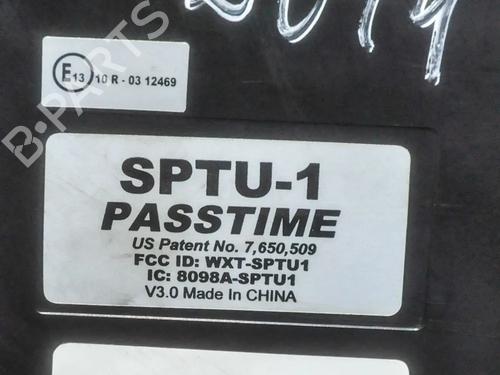 2014
E13 10 R - 03 12469
B-PARTS
SPTU-1
PASSTIME
US Patent No. 7,650,509
FCC ID: WXT-SPTU1
IC: 8098A-SPTU1
V3.0 Made In CHINA